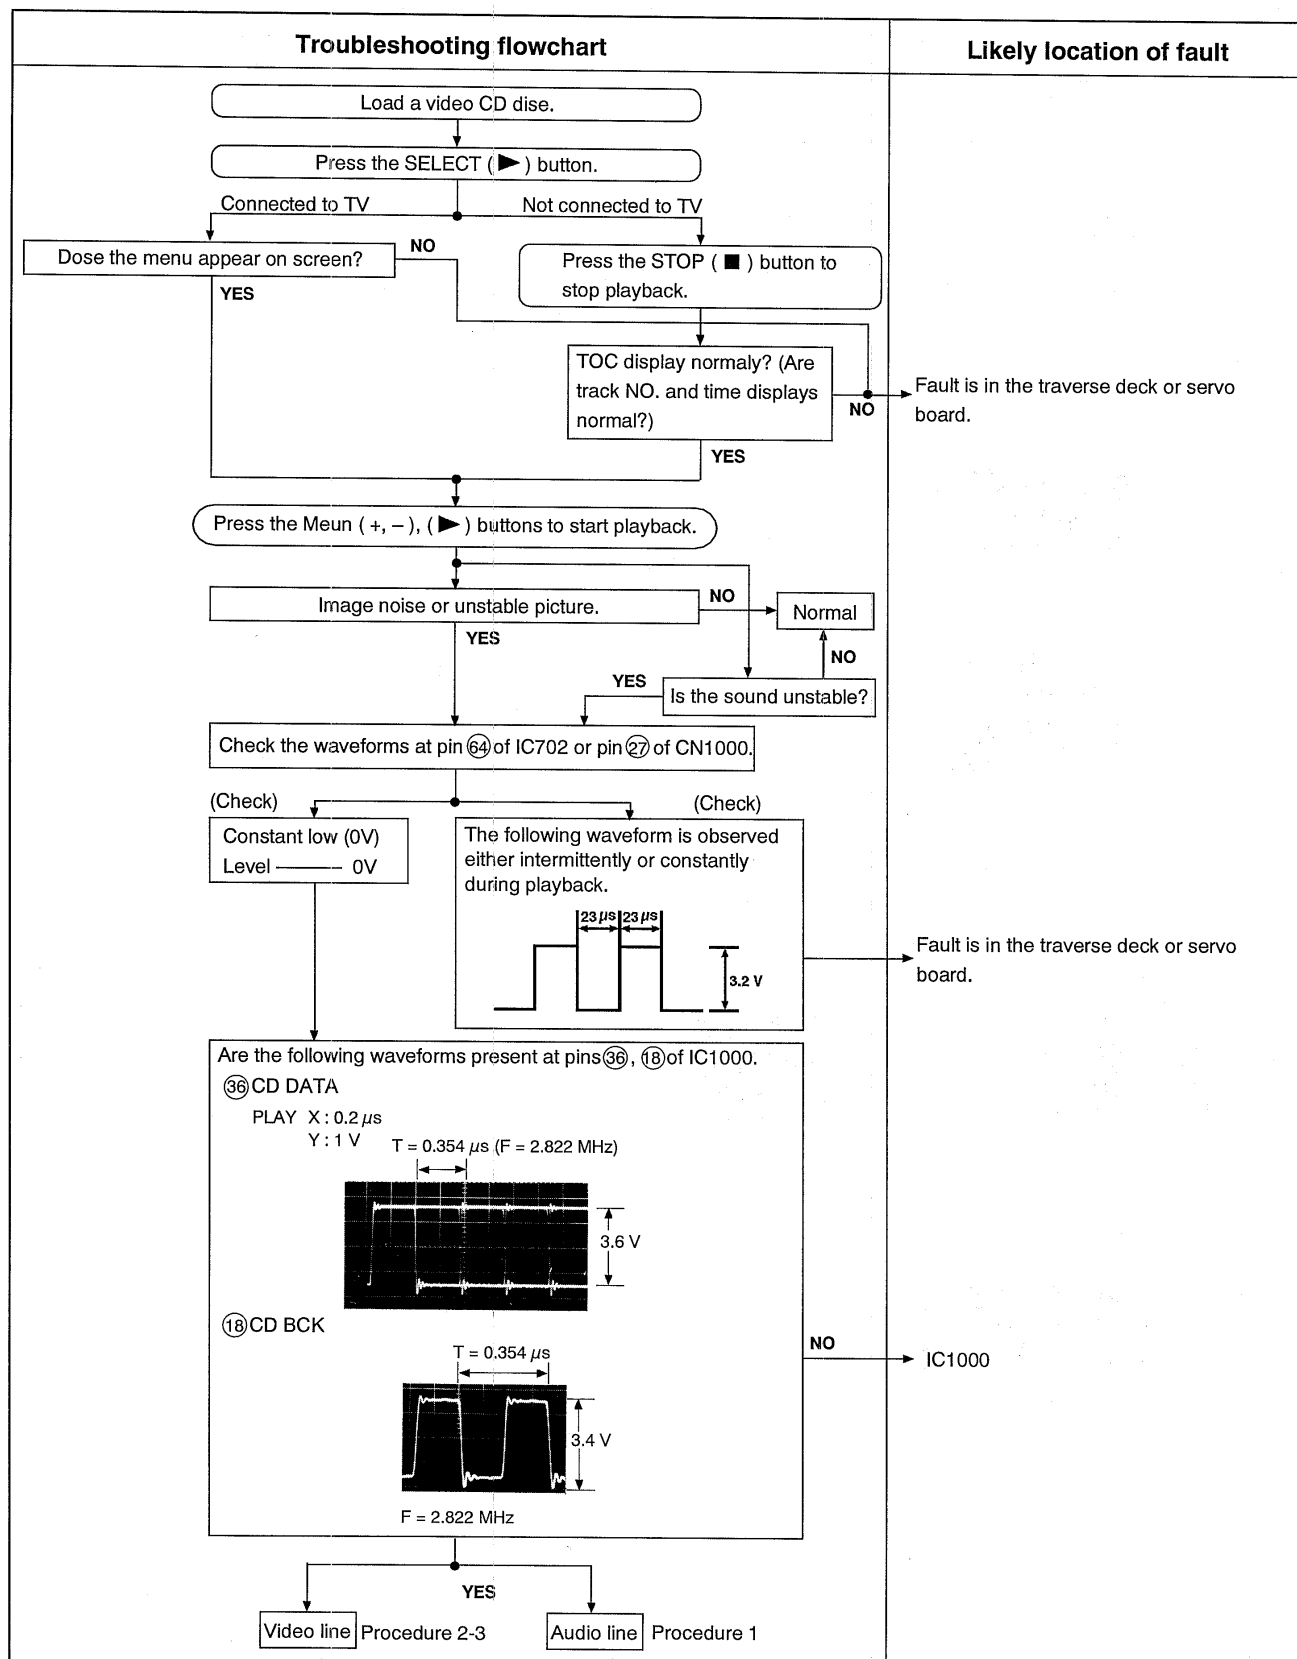 Troubleshooting flowchart
Likely location of fault
Load a video CD dise.
Press the SELECT ( ▶ ) button.
Connected to TV
Not connected to TV
Dose the menu appear on screen?
NO
YES
Press the STOP ( ■ ) button to
stop playback.
TOC display normaly? (Are
track NO. and time displays
normal?)
NO
Fault is in the traverse deck or servo
board.
YES
Press the Meun ( +, − ), ( ▶ ) buttons to start playback.
Image noise or unstable picture.
NO
Normal
YES
NO
YES
Is the sound unstable?
Check the waveforms at pin 64 of IC702 or pin 27 of CN1000.
(Check)
(Check)
Constant low (0V)
Level ——— 0V
The following waveform is observed
either intermittently or constantly
during playback.
23 µs 23 µs
3.2 V
Fault is in the traverse deck or servo
board.
Are the following waveforms present at pins 36, 18 of IC1000.
36 CD DATA
PLAY X : 0.2 µs
Y : 1 V
T = 0.354 µs (F = 2.822 MHz)
3.6 V
18 CD BCK
T = 0.354 µs
3.4 V
F = 2.822 MHz
NO
IC1000
YES
Video line Procedure 2-3
Audio line Procedure 1